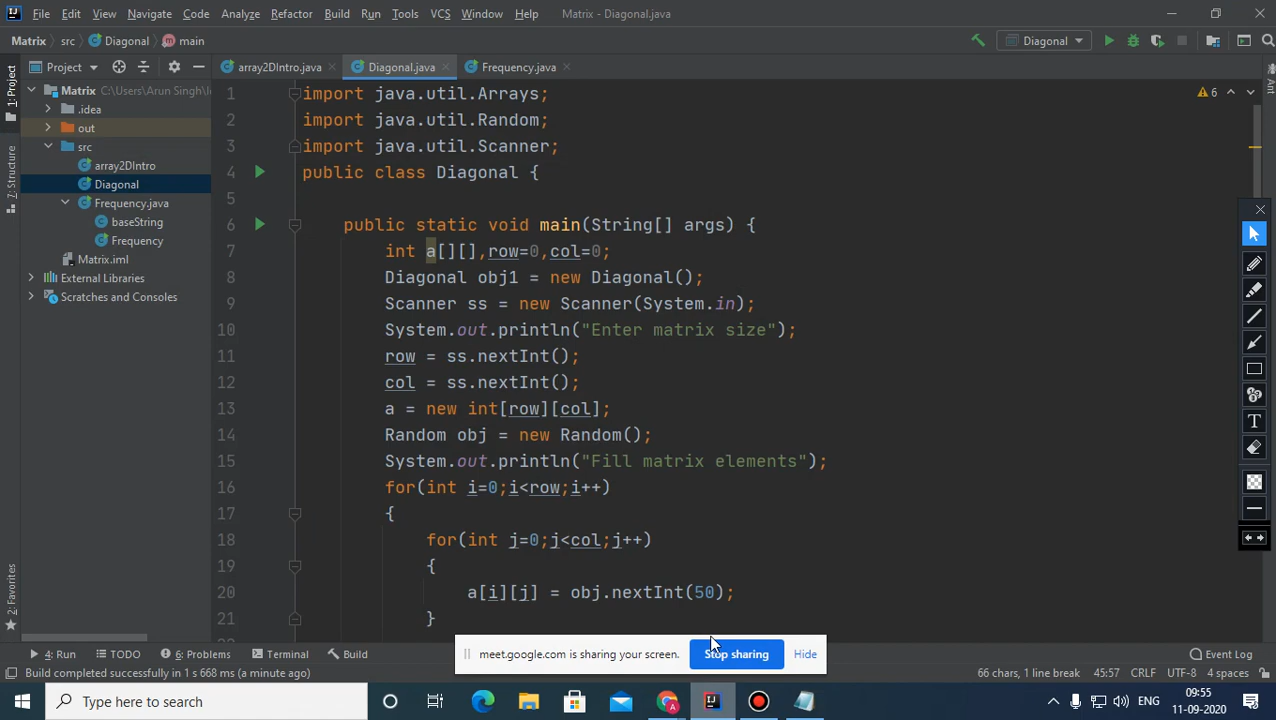 File Edit View Navigate Code Analyze Refactor Build Run Tools VCS Window Help Matrix - Diagonal.java
Matrix src Diagonal main Diagonal
1: Project
Project
array2DIntro.java Diagonal.java Frequency.java
Ant
Matrix C:\Users\Arun Singh\
.idea
out
src
array2DIntro
Diagonal
Frequency.java
baseString
Frequency
Matrix.iml
External Libraries
Scratches and Consoles
7: Structure
2: Favorites
6
1 import java.util.Arrays;
2 import java.util.Random;
3 import java.util.Scanner;
4 public class Diagonal {
5
6 public static void main(String[] args) {
7 int a[][],row=0,col=0;
8 Diagonal obj1 = new Diagonal();
9 Scanner ss = new Scanner(System.in);
10 System.out.println("Enter matrix size");
11 row = ss.nextInt();
12 col = ss.nextInt();
13 a = new int[row][col];
14 Random obj = new Random();
15 System.out.println("Fill matrix elements");
16 for(int i=0;i<row;i++)
17 {
18 for(int j=0;j<col;j++)
19 {
20 a[i][j] = obj.nextInt(50);
21 }
T
meet.google.com is sharing your screen. Stop sharing Hide
4: Run TODO 6: Problems Terminal Build Event Log
Build completed successfully in 1 s 668 ms (a minute ago) 66 chars, 1 line break 45:57 CRLF UTF-8 4 spaces
Type here to search
ENG
09:55
11-09-2020